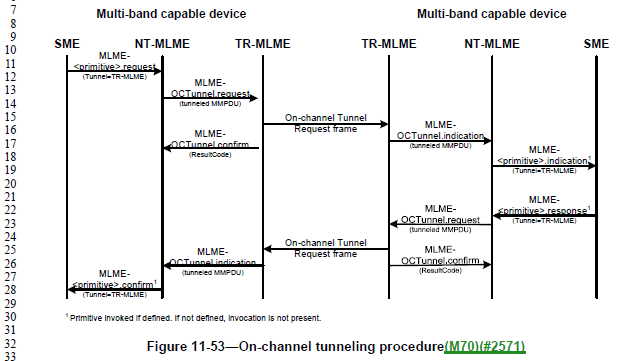 7
8
9
10
11
12
13
14
15
16
17
18
19
20
21
22
23
24
25
26
27
28
29
30
31
32
33
Multi-band capable device Multi-band capable device
SME NT-MLME TR-MLME TR-MLME NT-MLME SME
MLME-
<primitive>.request
(Tunnel=TR-MLME)
MLME-
OCTunnel.request
(tunneled MMPDU)
On-channel Tunnel
Request frame
MLME-
OCTunnel.indication
(tunneled MMPDU)
MLME-
OCTunnel.confirm
(ResultCode)
MLME-
<primitive>.indication1
(Tunnel=TR-MLME)
MLME-
<primitive>.response1
(Tunnel=TR-MLME)
MLME-
OCTunnel.request
(tunneled MMPDU)
On-channel Tunnel
Request frame
MLME-
OCTunnel.indication
(tunneled MMPDU)
MLME-
OCTunnel.confirm
(ResultCode)
MLME-
<primitive>.confirm1
(Tunnel=TR-MLME)
1 Primitive invoked if defined. If not defined, invocation is not present.
Figure 11-53—On-channel tunneling procedure(M70)(#2571)